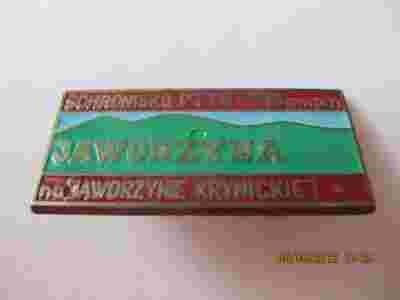 SCHRONISKO PTTK
JAWORZYNA
na JAWORZYNIE KRYNICKIEJ